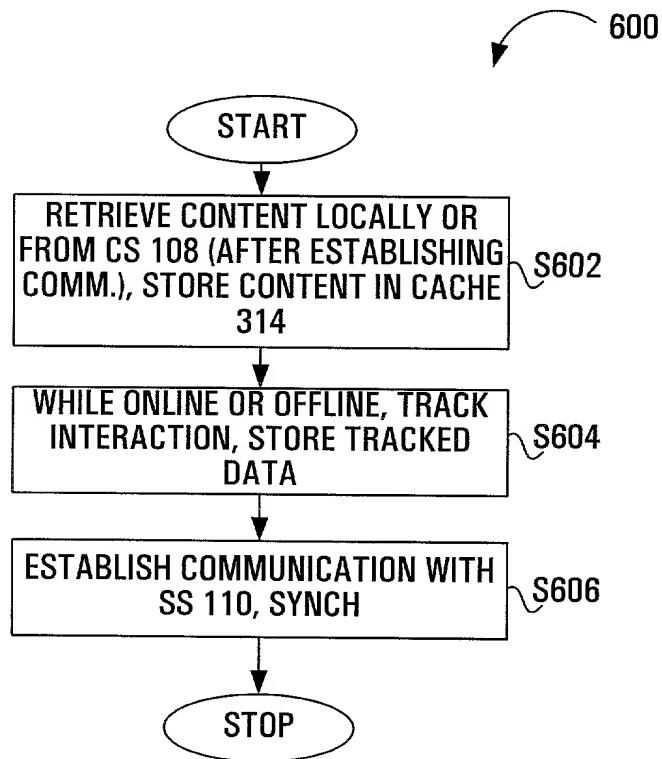 600
START
RETRIEVE CONTENT LOCALLY OR
FROM CS 108 (AFTER ESTABLISHING
COMM.), STORE CONTENT IN CACHE
314
S602
WHILE ONLINE OR OFFLINE, TRACK
INTERACTION, STORE TRACKED
DATA
S604
ESTABLISH COMMUNICATION WITH
SS 110, SYNCH
S606
STOP